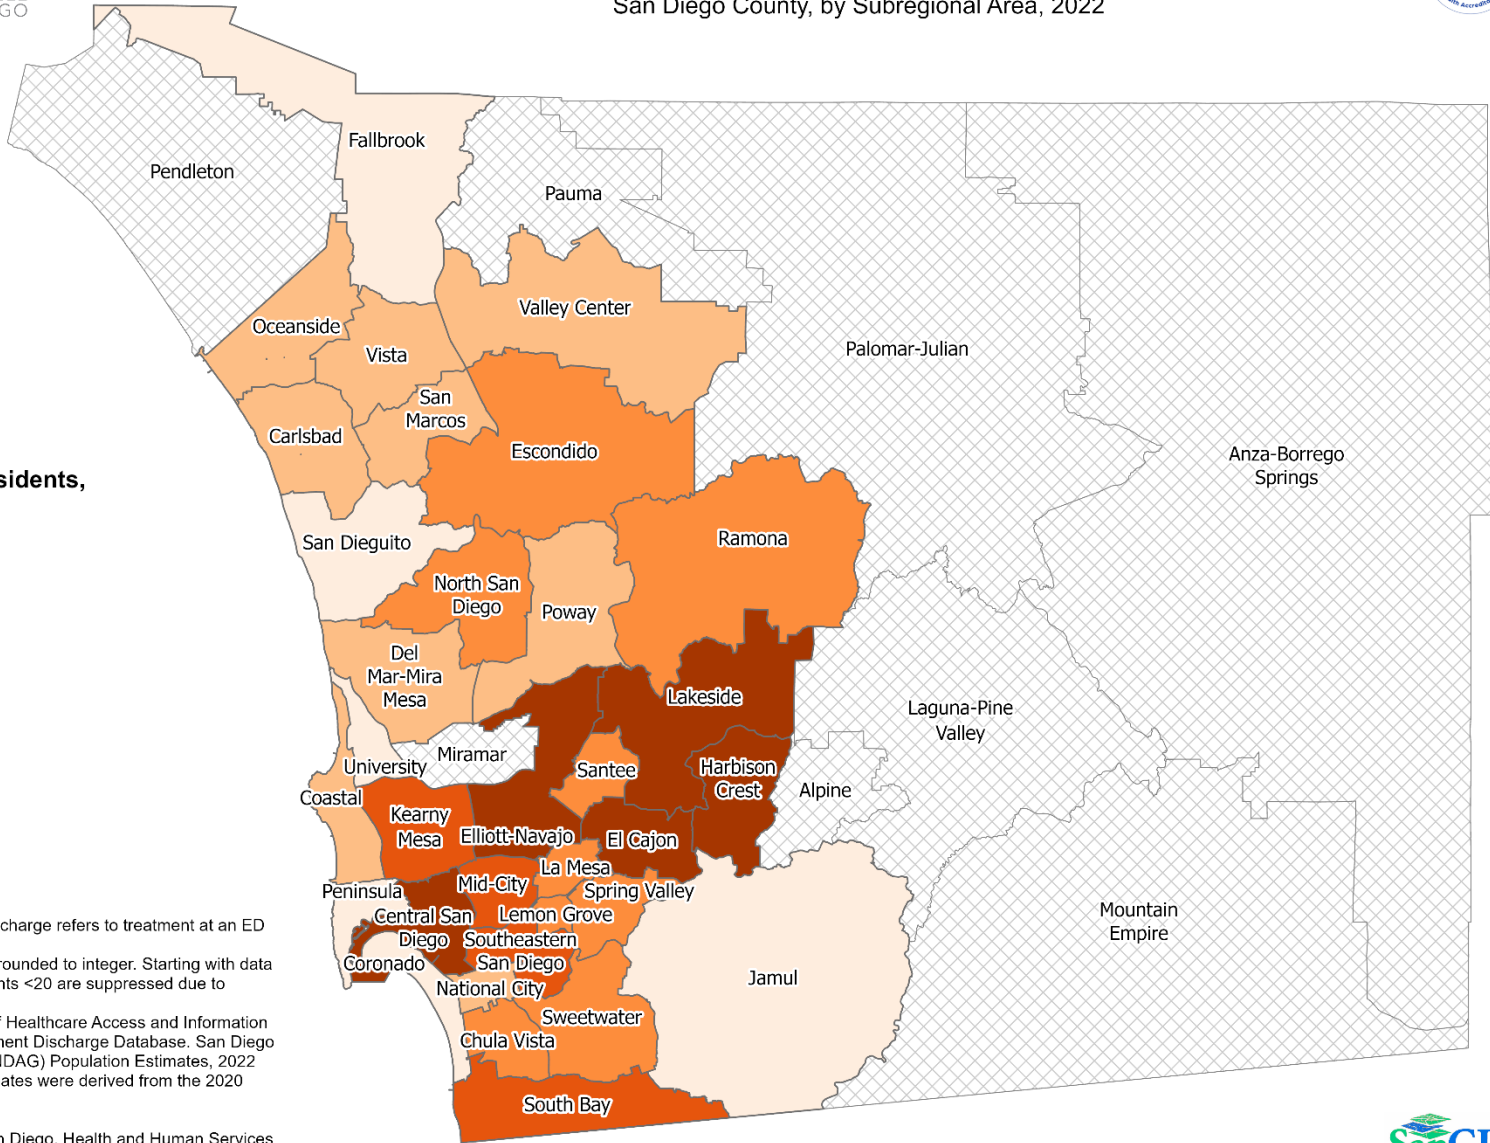 GO
San Diego County, by Subregional Area, 2022
Fallbrook
Pendleton
Pauma
Valley Center
Oceanside
Vista
Palomar-Julian
San
Marcos
Carlsbad
Escondido
Anza-Borrego
Springs
sidents,
San Dieguito
Ramona
North San
Diego
Poway
Del
Mar-Mira
Mesa
Lakeside
Laguna-Pine
Valley
Miramar
University
Santee
Harbison
Crest
Alpine
Coastal
Kearny
Mesa
Elliott-Navajo
El Cajon
La Mesa
Peninsula
Mid-City
Spring Valley
Central San
Diego
Lemon Grove
Mountain
Empire
Southeastern
San Diego
Coronado
National City
Jamul
Sweetwater
Chula Vista
South Bay
charge refers to treatment at an ED
rounded to integer. Starting with data
nts <20 are suppressed due to
f Healthcare Access and Information
ment Discharge Database. San Diego
NDAG) Population Estimates, 2022
ates were derived from the 2020
n Diego, Health and Human Services